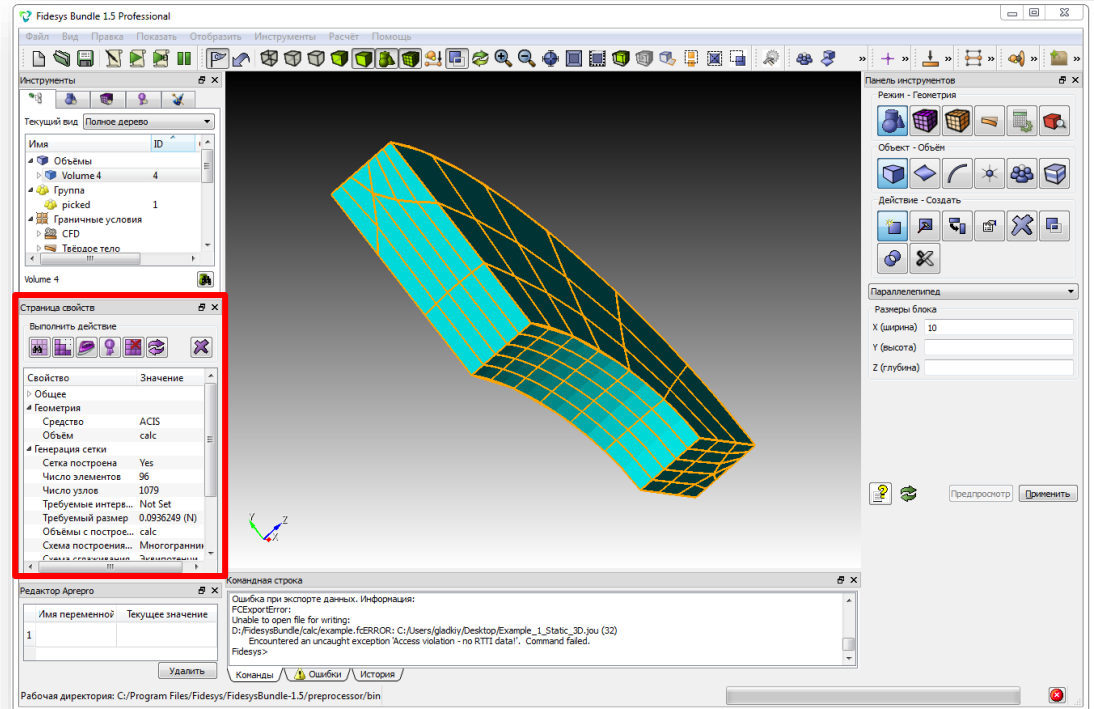 Fidesys Bundle 1.5 Professional
Файл Вид Правка Показать Отобразить Инструменты Расчёт Помощь
Инструменты
Текущий вид Полное дерево
Имя ID
Объёмы
Volume 4 4
Группа
picked 1
Граничные условия
CFD
Твёрдое тело
Volume 4
Страница свойств
Выполнить действие
Свойство Значение
Общее
Геометрия
Средство ACIS
Объём calc
Генерация сетки
Сетка построена Yes
Число элементов 96
Число узлов 1079
Требуемые интерв... Not Set
Требуемый размер 0.0936249 (N)
Объёмы с построе... calc
Схема построения... Многогранник
Схема сглаживания Эквипотенци
Редактор Aprepro
Имя переменной Текущее значение
1
Удалить
Y Z X
Командная строка
Ошибка при экспорте данных. Информация:
FCExportError:
Unable to open file for writing:
D:/FidesysBundle/calc/example.fcERROR: C:/Users/gladkiy/Desktop/Example_1_Static_3D.jou (32)
Encountered an uncaught exception 'Access violation - no RTTI data!'. Command failed.
Fidesys>
Команды Ошибки История
Панель инструментов
Режим - Геометрия
Объект - Объём
Действие - Создать
Параллелепипед
Размеры блока
X (ширина) 10
Y (высота)
Z (глубина)
Предпросмотр Применить
Рабочая директория: C:/Program Files/Fidesys/FidesysBundle-1.5/preprocessor/bin